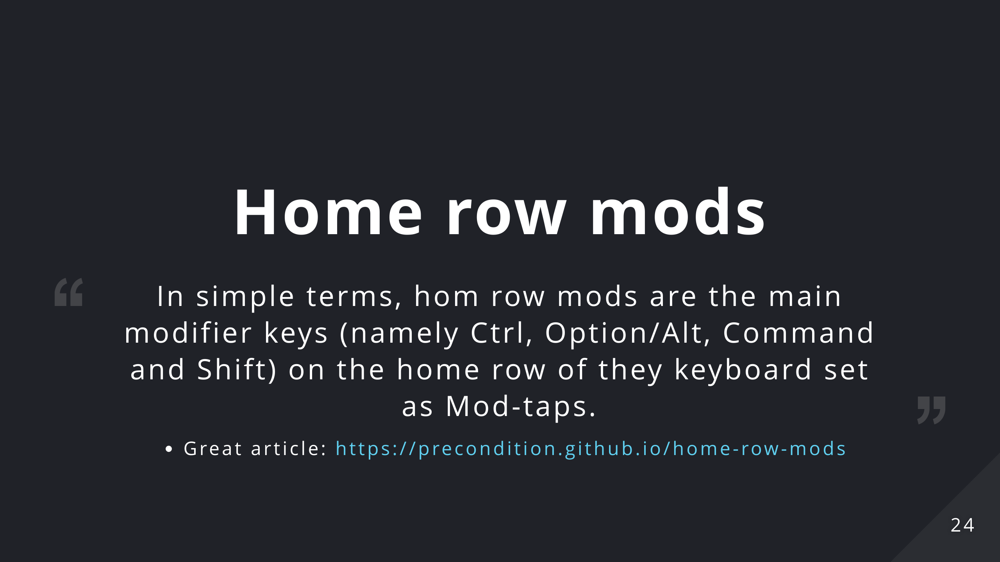 Home row mods
“
In simple terms, hom row mods are the main
modifier keys (namely Ctrl, Option/Alt, Command
and Shift) on the home row of they keyboard set
as Mod-taps.
”
• Great article: https://precondition.github.io/home-row-mods
24